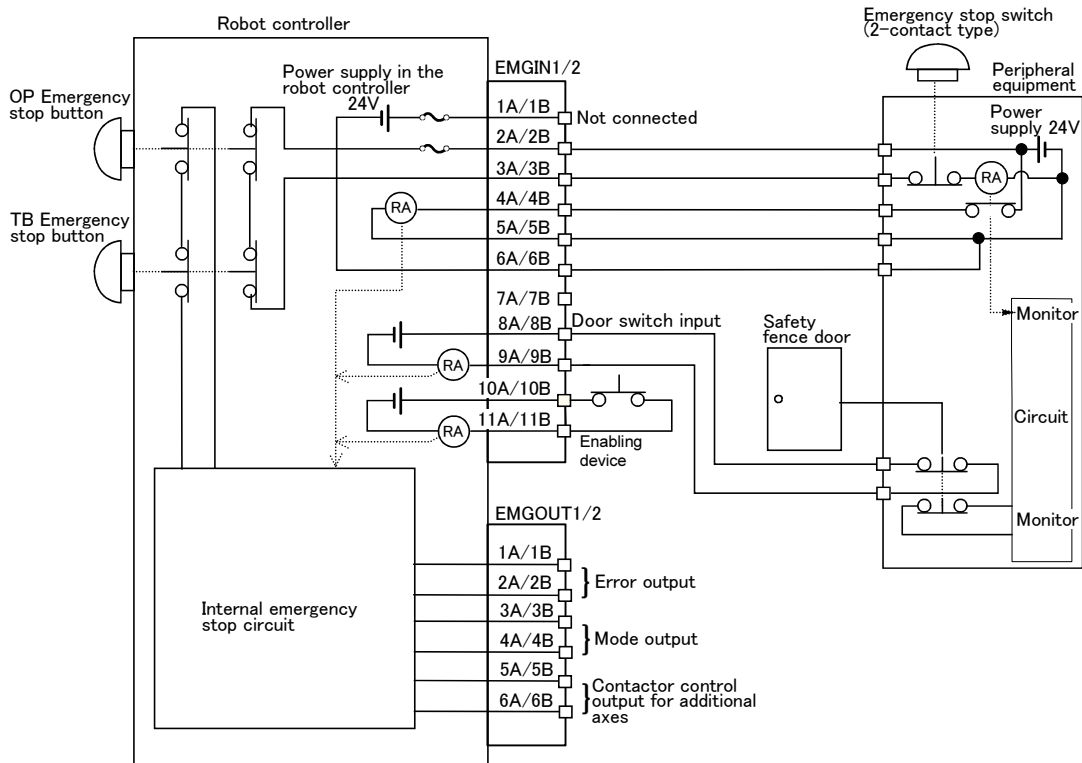 Robot controller
Emergency stop switch
(2-contact type)
EMGIN1/2
Peripheral
equipment
Power supply in the
robot controller
24V
OP Emergency
stop button
Power
supply 24V
1A/1B
Not connected
2A/2B
3A/3B
RA
RA
4A/4B
TB Emergency
stop button
5A/5B
6A/6B
7A/7B
8A/8B
Door switch input
Safety
fence door
Monitor
RA
9A/9B
10A/10B
RA
11A/11B
Enabling
device
Circuit
EMGOUT1/2
Monitor
1A/1B
2A/2B
Error output
Internal emergency
stop circuit
3A/3B
4A/4B
Mode output
5A/5B
6A/6B
Contactor control
output for additional
axes